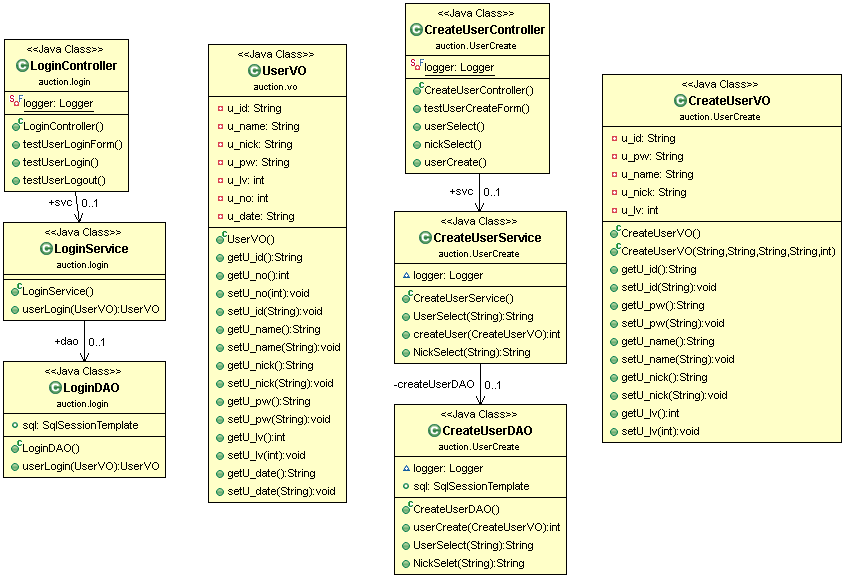 <<Java Class>>
LoginController
auction.login
logger: Logger
LoginController()
testUserLoginForm()
testUserLogin()
testUserLogout()
+svc 0..1
<<Java Class>>
LoginService
auction.login
LoginService()
userLogin(UserVO):UserVO
+dao 0..1
<<Java Class>>
LoginDAO
auction.login
sql: SqlSessionTemplate
LoginDAO()
userLogin(UserVO):UserVO
<<Java Class>>
UserVO
auction.vo
u_id: String
u_name: String
u_nick: String
u_pw: String
u_lv: int
u_no: int
u_date: String
UserVO()
getU_id():String
getU_no():int
setU_no(int):void
setU_id(String):void
getU_name():String
setU_name(String):void
getU_nick():String
setU_nick(String):void
getU_pw():String
setU_pw(String):void
getU_lv():int
setU_lv(int):void
getU_date():String
setU_date(String):void
<<Java Class>>
CreateUserController
auction.UserCreate
logger: Logger
CreateUserController()
testUserCreateForm()
userSelect()
nickSelect()
userCreate()
+svc 0..1
<<Java Class>>
CreateUserService
auction.UserCreate
logger: Logger
CreateUserService()
UserSelect(String):String
createUser(CreateUserVO):int
NickSelect(String):String
-createUserDAO 0..1
<<Java Class>>
CreateUserDAO
auction.UserCreate
logger: Logger
sql: SqlSessionTemplate
CreateUserDAO()
userCreate(CreateUserVO):int
UserSelect(String):String
NickSelet(String):String
<<Java Class>>
CreateUserVO
auction.UserCreate
u_id: String
u_pw: String
u_name: String
u_nick: String
u_lv: int
CreateUserVO()
CreateUserVO(String,String,String,String,int)
getU_id():String
setU_id(String):void
getU_pw():String
setU_pw(String):void
getU_name():String
setU_name(String):void
getU_nick():String
setU_nick(String):void
getU_lv():int
setU_lv(int):void